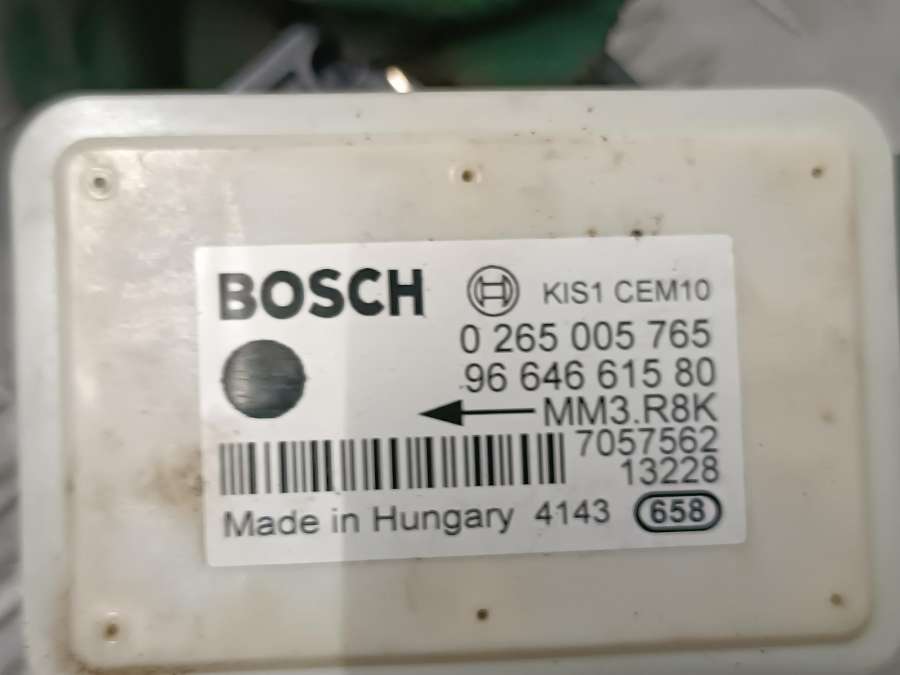 BOSCH KIS1 CEM10
0 265 005 765
96 646 615 80
MM3.R8K
7057562
13228
Made in Hungary 4143 658